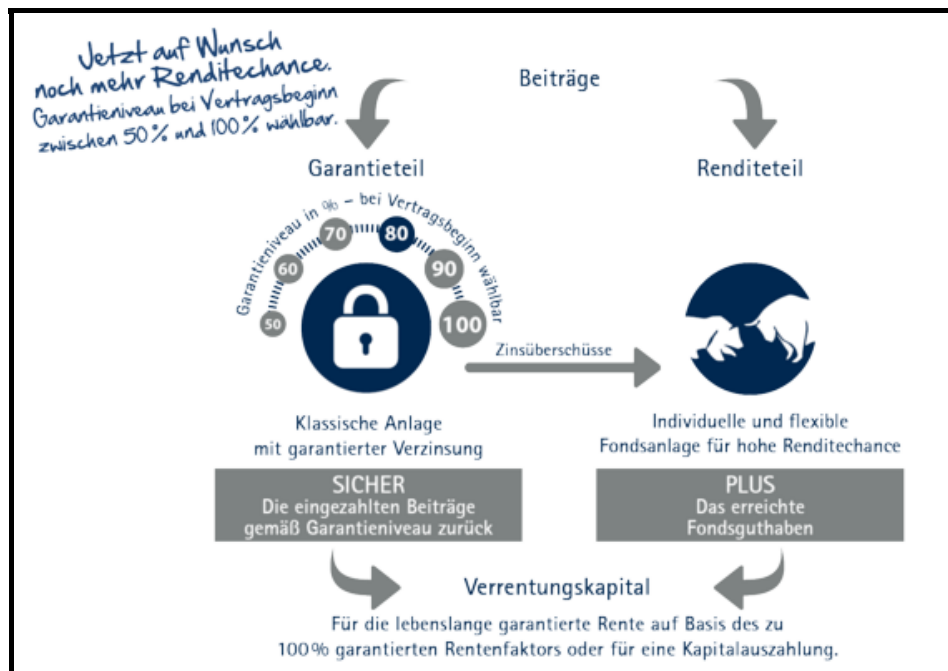 Jetzt auf Wunsch
noch mehr Renditechance.
Garantieniveau bei Vertragsbeginn
zwischen 50% und 100% wählbar.
Beiträge
Garantieteil
Renditeteil
Garantieniveau in % – bei Vertragsbeginn wählbar
50
60
70
80
90
100
Zinsüberschüsse
Klassische Anlage
mit garantierter Verzinsung
Individuelle und flexible
Fondsanlage für hohe Renditechance
SICHER
Die eingezahlten Beiträge
gemäß Garantieniveau zurück
PLUS
Das erreichte
Fondsguthaben
Verrentungskapital
Für die lebenslange garantierte Rente auf Basis des zu
100% garantierten Rentenfaktors oder für eine Kapitalauszahlung.